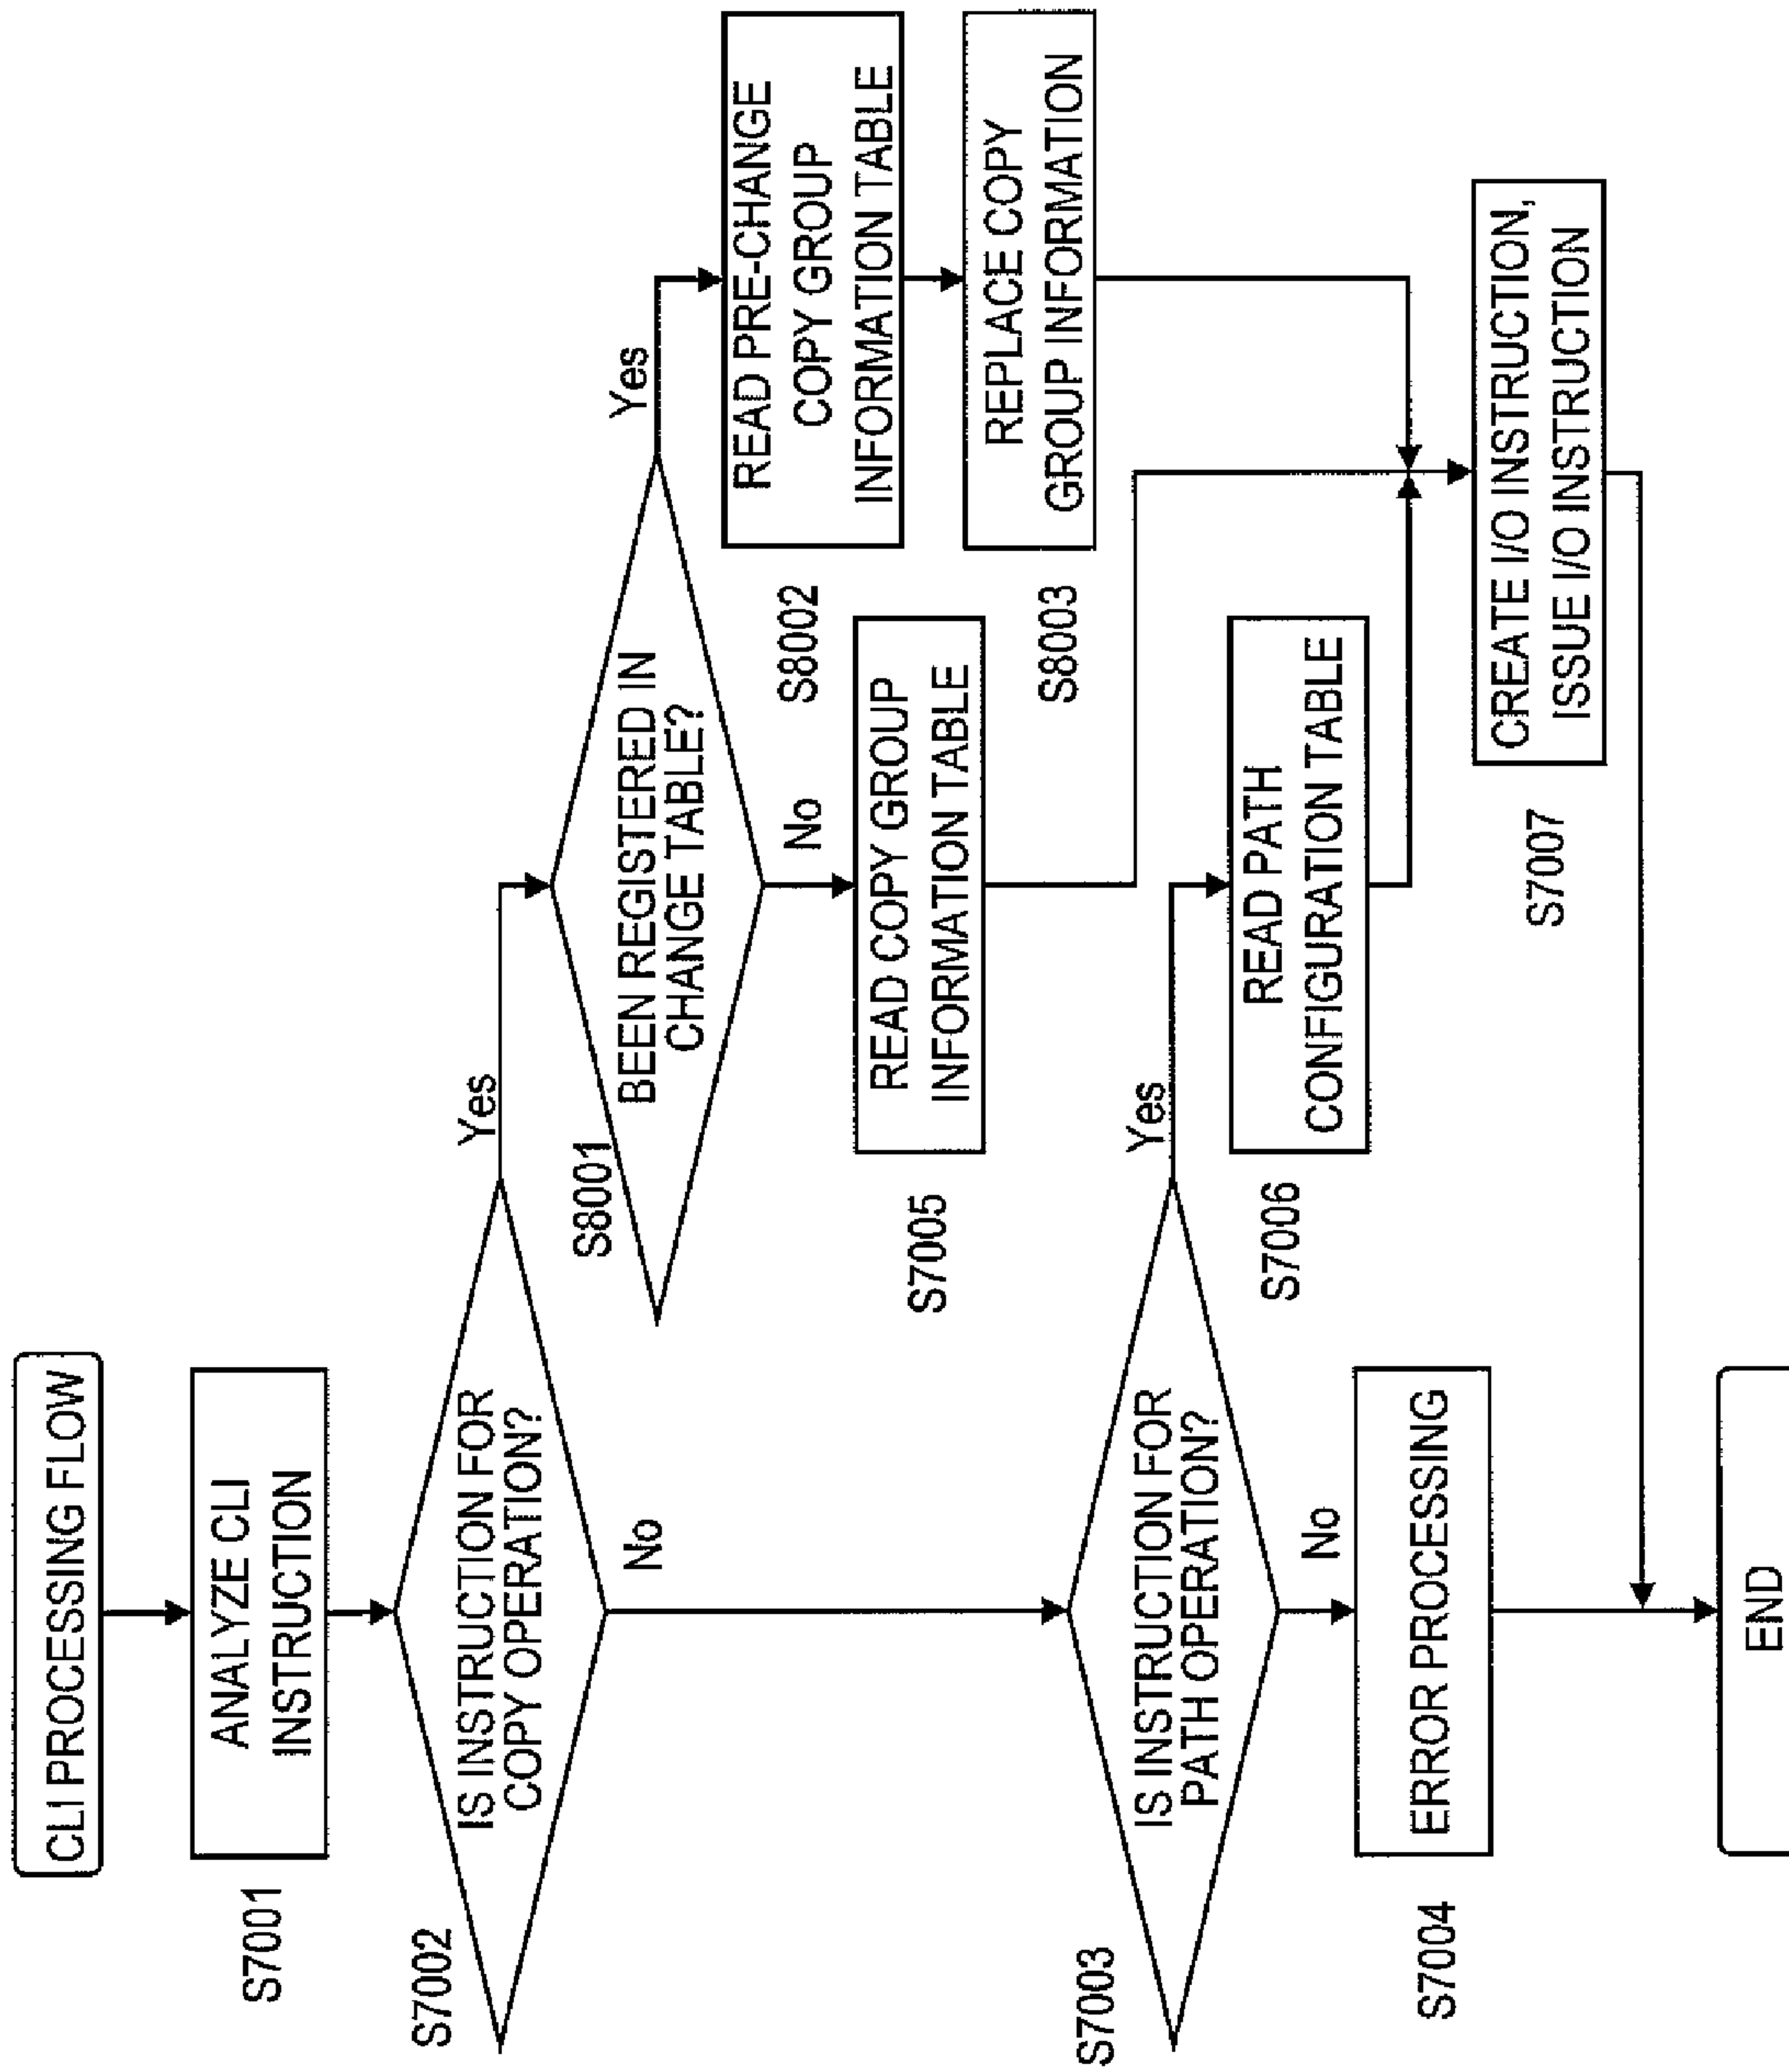 CLI PROCESSING FLOW
S7001
ANALYZE CLI
INSTRUCTION
S7002
IS INSTRUCTION FOR
COPY OPERATION?
Yes
No
S8001
BEEN REGISTERED IN
CHANGE TABLE?
Yes
No
S8002
READ PRE-CHANGE
COPY GROUP
INFORMATION TABLE
S7005
READ COPY GROUP
INFORMATION TABLE
S8003
REPLACE COPY
GROUP INFORMATION
S7003
IS INSTRUCTION FOR
PATH OPERATION?
Yes
No
S7006
READ PATH
CONFIGURATION TABLE
S7004
ERROR PROCESSING
S7007
CREATE I/O INSTRUCTION,
ISSUE I/O INSTRUCTION
END